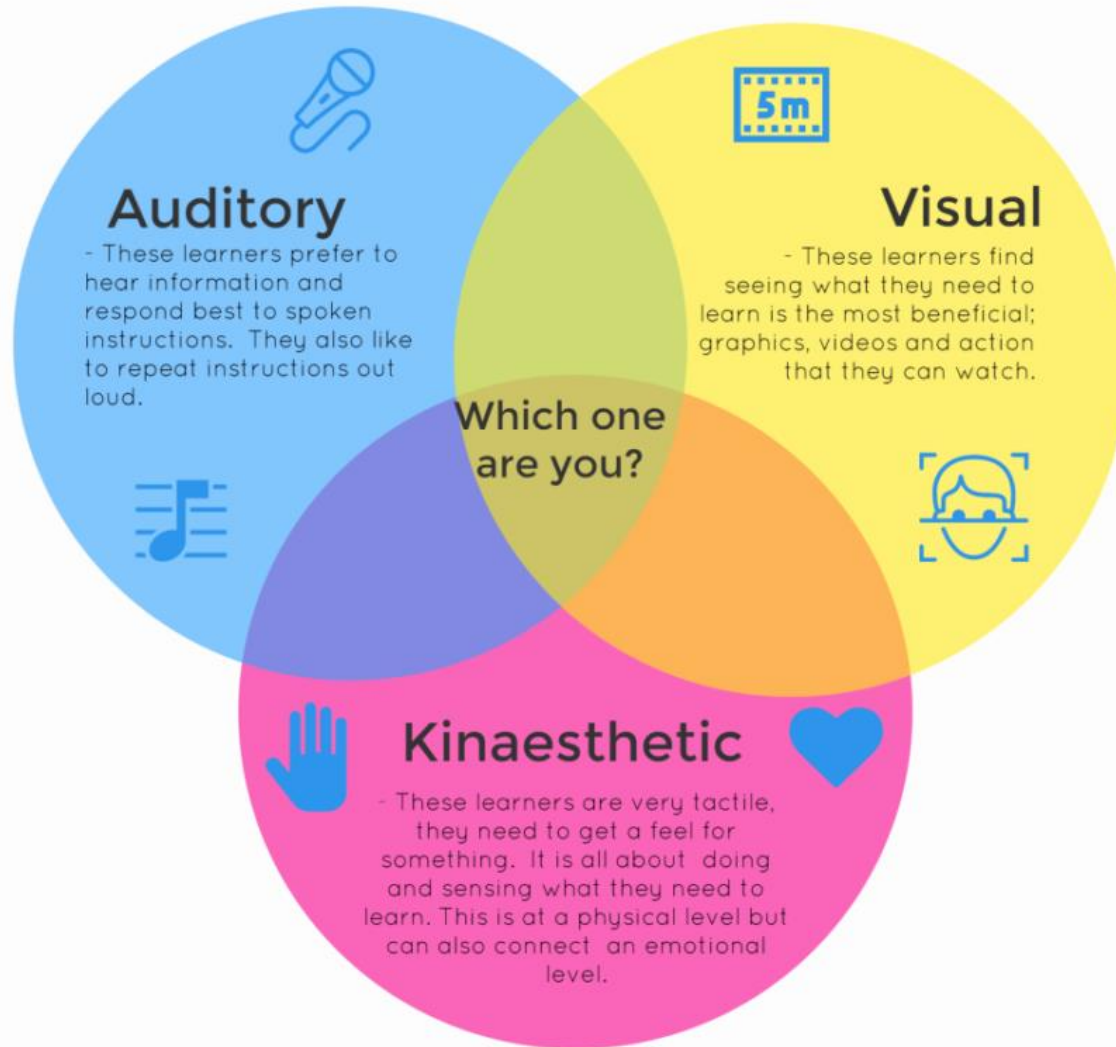 5m
Auditory
- These learners prefer to
hear information and
respond best to spoken
instructions. They also like
to repeat instructions out
loud.
Visual
- These learners find
seeing what they need to
learn is the most beneficial;
graphics, videos and action
that they can watch.
Which one
are you?
Kinaesthetic
- These learners are very tactile,
they need to get a feel for
something. It is all about doing
and sensing what they need to
learn. This is at a physical level but
can also connect an emotional
level.